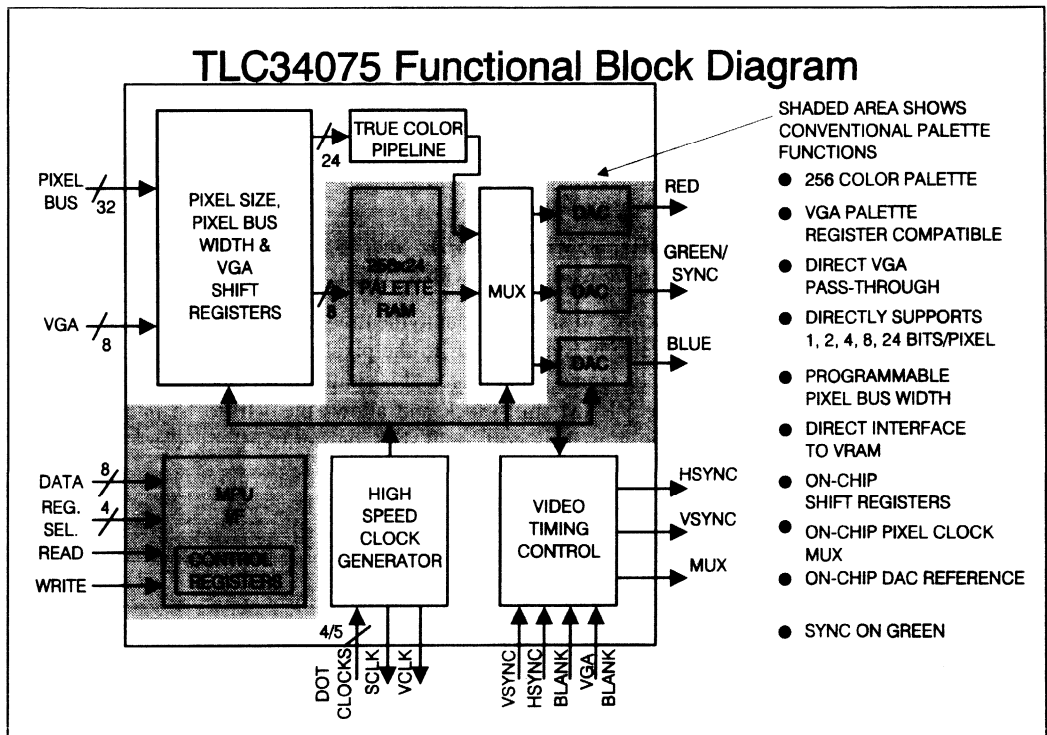 TLC34075 Functional Block Diagram
PIXEL
BUS
32
VGA
8
PIXEL SIZE,
PIXEL BUS
WIDTH &
VGA
SHIFT
REGISTERS
24
TRUE COLOR
PIPELINE
8
256x24
PALETTE
RAM
MUX
DAC
DAC
DAC
RED
GREEN/
SYNC
BLUE
DATA
8
REG.
SEL.
4
READ
WRITE
MPU
I/F
CONTROL
REGISTERS
HIGH
SPEED
CLOCK
GENERATOR
VIDEO
TIMING
CONTROL
HSYNC
VSYNC
MUX
4/5
DOT
CLOCKS
SCLK
VCLK
VSYNC
HSYNC
BLANK
VGA
BLANK
SHADED AREA SHOWS
CONVENTIONAL PALETTE
FUNCTIONS
● 256 COLOR PALETTE
● VGA PALETTE
REGISTER COMPATIBLE
● DIRECT VGA
PASS-THROUGH
● DIRECTLY SUPPORTS
1, 2, 4, 8, 24 BITS/PIXEL
● PROGRAMMABLE
PIXEL BUS WIDTH
● DIRECT INTERFACE
TO VRAM
● ON-CHIP
SHIFT REGISTERS
● ON-CHIP PIXEL CLOCK
MUX
● ON-CHIP DAC REFERENCE
● SYNC ON GREEN